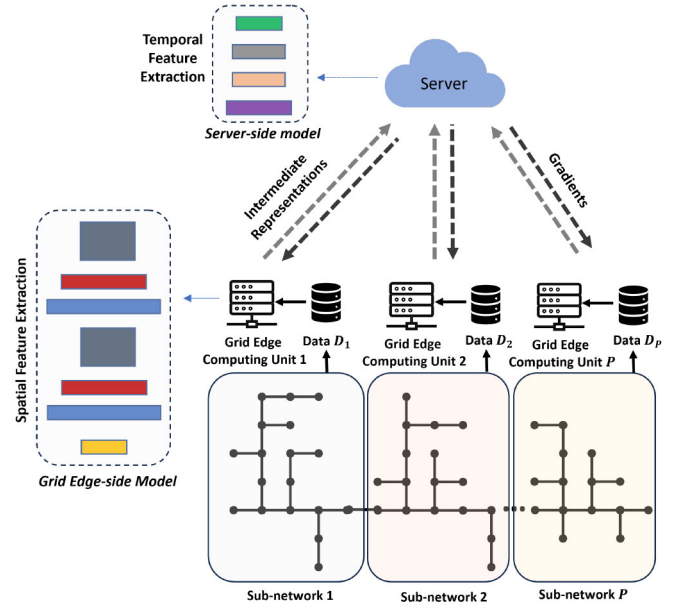 Temporal
Feature
Extraction
Server-side model
Server
Intermediate
Representations
Gradients
Spatial Feature Extraction
Grid Edge-side Model
Grid Edge
Computing Unit 1
Data D₁
Grid Edge
Computing Unit 2
Data D₂
Grid Edge
Computing Unit P
Data D_P
Sub-network 1
Sub-network 2
Sub-network P